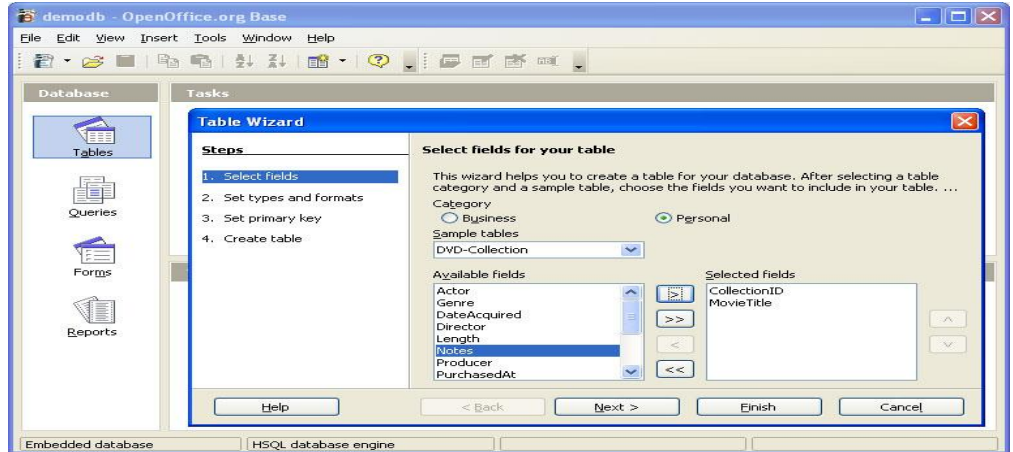 demodb - OpenOffice.org Base
File Edit View Insert Tools Window Help
Database
Tasks
Tables
Queries
Forms
Reports
Table Wizard
Steps
1. Select fields
2. Set types and formats
3. Set primary key
4. Create table
Select fields for your table
This wizard helps you to create a table for your database. After selecting a table
category and a sample table, choose the fields you want to include in your table. ...
Category
Business
Personal
Sample tables
DVD-Collection
Available fields
Actor
Genre
DateAcquired
Director
Length
Notes
Producer
PurchasedAt
>
>>
<
<<
Selected fields
CollectionID
MovieTitle
Help
< Back
Next >
Finish
Cancel
Embedded database
HSQL database engine